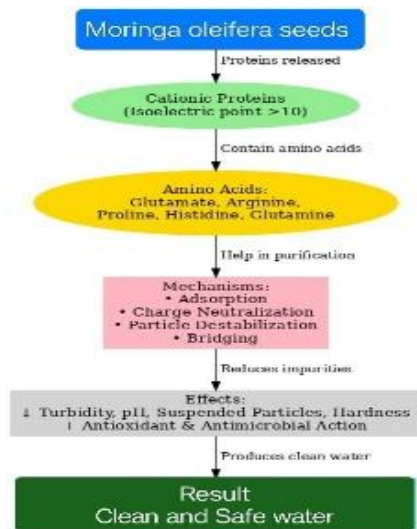 Moringa oleifera seeds
Proteins released
Cationic Proteins
(Isoelectric point >10)
Contain amino acids
Amino Acids:
Glutamate, Arginine,
Proline, Histidine, Glutamine
Help in purification
Mechanisms:
• Adsorption
• Charge Neutralization
• Particle Destabilization
• Bridging
Reduces impurities
Effects:
↓ Turbidity, pH, Suspended Particles, Hardness
↑ Antioxidant & Antimicrobial Action
Produces clean water
Result
Clean and Safe water